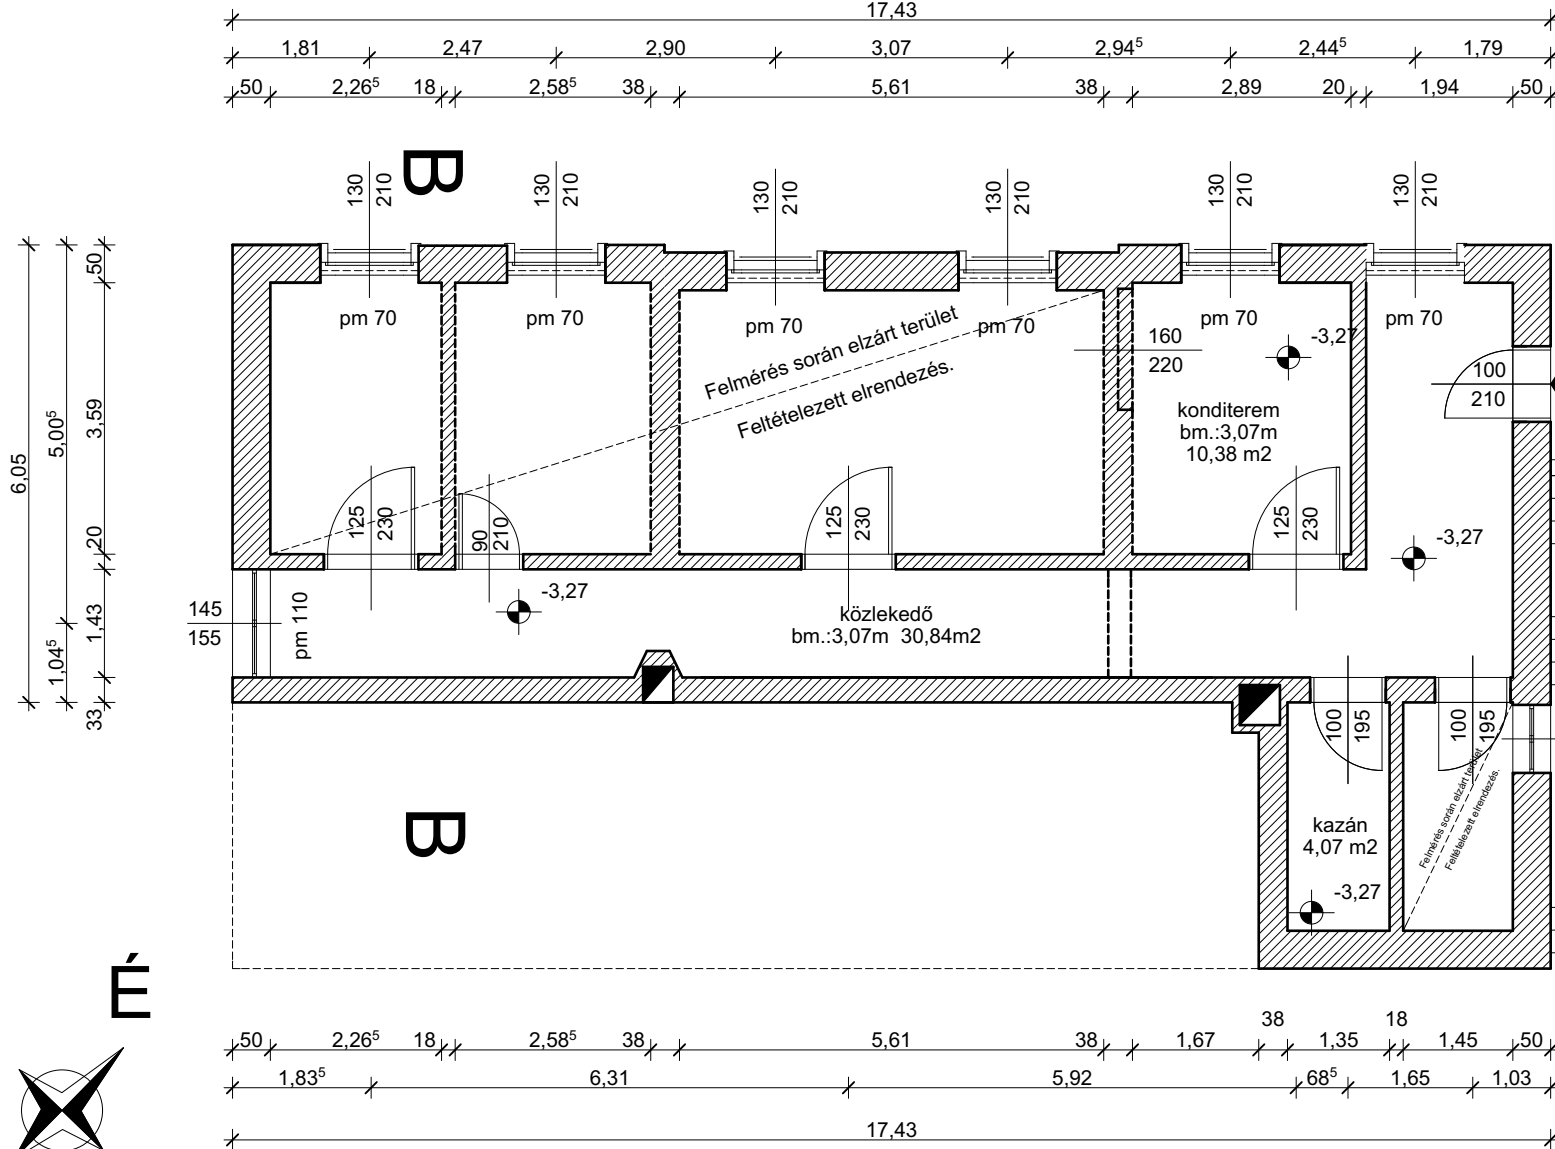 17,43
1,81 2,47 2,90 3,07 2,94⁵ 2,44⁵ 1,79
50 2,26⁵ 18 2,58⁵ 38 5,61 38 2,89 20 1,94 50
B
130 210 130 210 130 210 130 210 130 210 130 210
pm 70 pm 70 pm 70 pm 70 pm 70 pm 70
6,05
5,00⁵ 1,04⁵
50 3,59 20 1,43 33
Felmérés során elzárt terület
Feltételezett elrendezés.
160
220
-3,27
100
210
konditerem
bm.:3,07m
10,38 m2
125 230 90 210 125 230 125 230
-3,27
-3,27
145
155
pm 110
közlekedő
bm.:3,07m 30,84m2
100 195 100 195
Felmérés során elzárt terület
Feltételezett elrendezés.
B
kazán
4,07 m2
-3,27
É
50 2,26⁵ 18 2,58⁵ 38 5,61 38 1,67 38 1,35 18 1,45 50
1,83⁵ 6,31 5,92 68⁵ 1,65 1,03
17,43